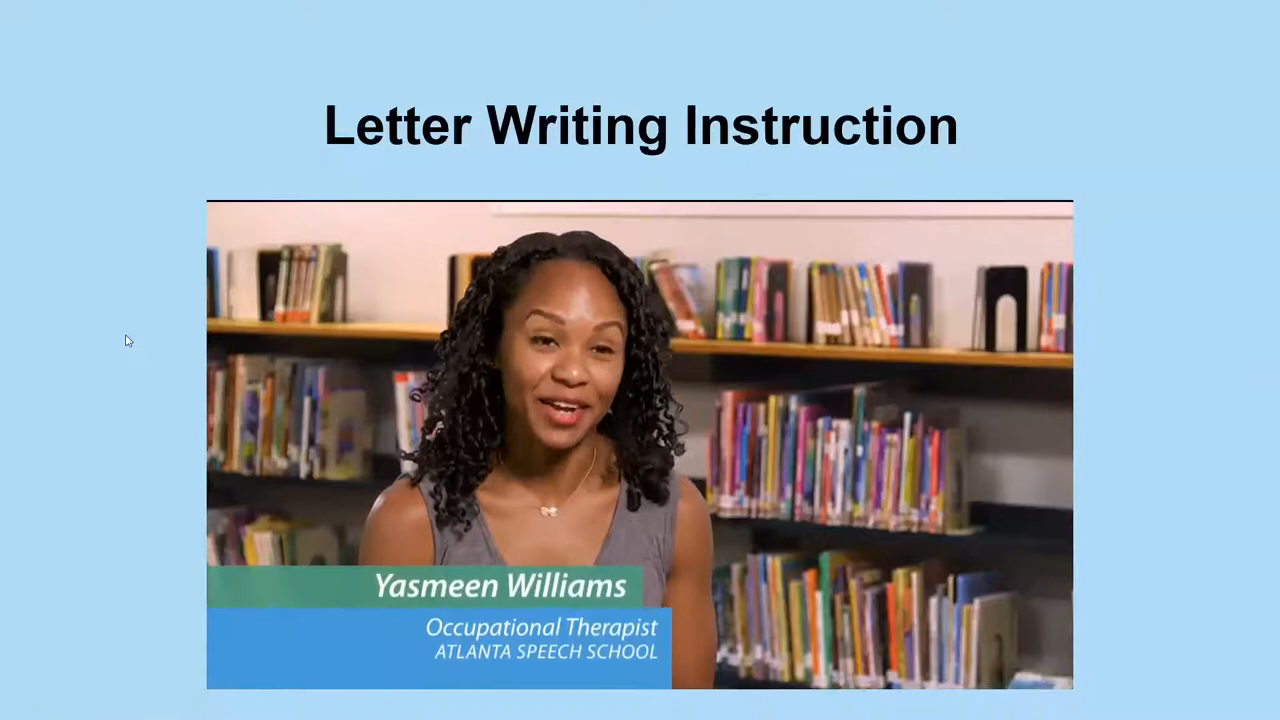 Letter Writing Instruction
Yasmeen Williams
Occupational Therapist
ATLANTA SPEECH SCHOOL